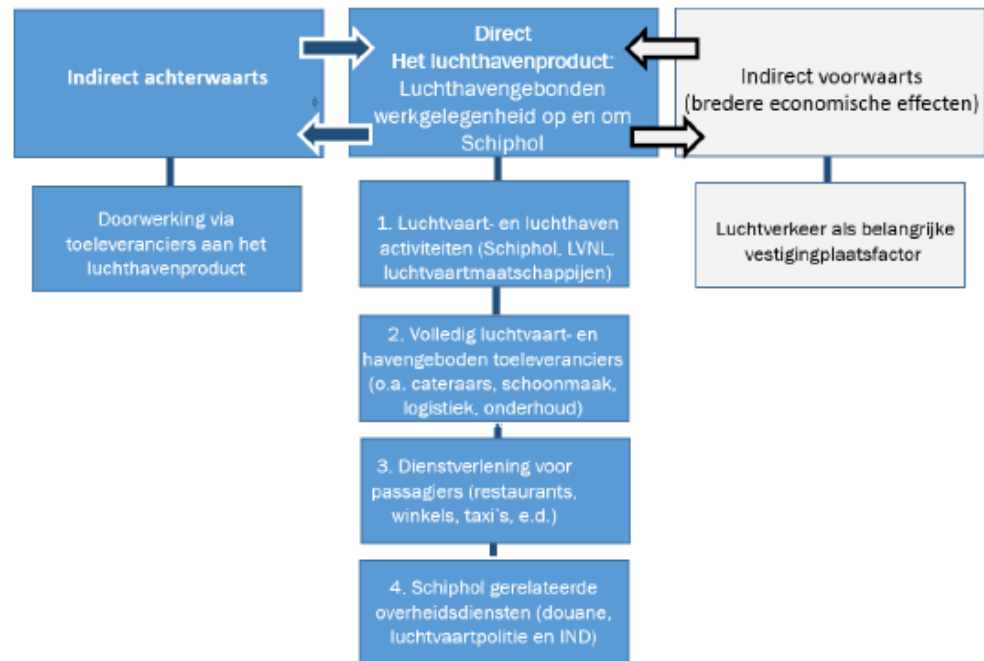 Indirect achterwaarts
Direct
Het luchthavenproduct:
Luchthavengebonden
werkgelegenheid op en om
Schiphol
Indirect voorwaarts
(bredere economische effecten)
Doorwerking via
toeleveranciers aan het
luchthavenproduct
1. Luchtvaart- en luchthaven
activiteiten (Schiphol, LVNL,
luchtvaartmaatschappijen)
Luchtverkeer als belangrijke
vestigingplaatsfactor
2. Volledig luchtvaart- en
havengeboden toeleveranciers
(o.a. cateraars, schoonmaak,
logistiek, onderhoud)
3. Dienstverlening voor
passagiers (restaurants,
winkels, taxi's, e.d.)
4. Schiphol gerelateerde
overheidsdiensten (douane,
luchtvaartpolitie en IND)